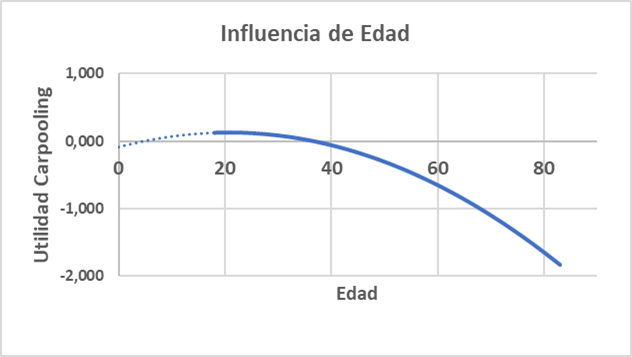 Influencia de Edad
1,000
0,000
-1,000
-2,000
Utilidad Carpooling
0 20 40 60 80
Edad